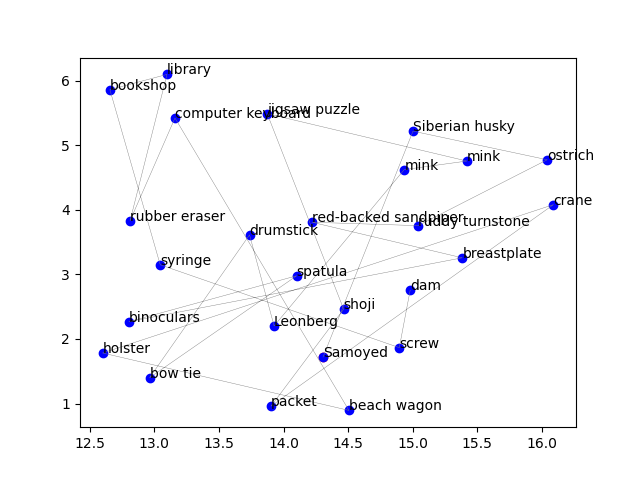 library
bookshop
jigsaw puzzle
computer keyboard
Siberian husky
mink
ostrich
mink
crane
rubber eraser
red-backed sandpiper
ruddy turnstone
drumstick
breastplate
syringe
spatula
dam
shoji
binoculars
Leonberg
screw
holster
Samoyed
bow tie
packet
beach wagon
6
5
4
3
2
1
12.5 13.0 13.5 14.0 14.5 15.0 15.5 16.0